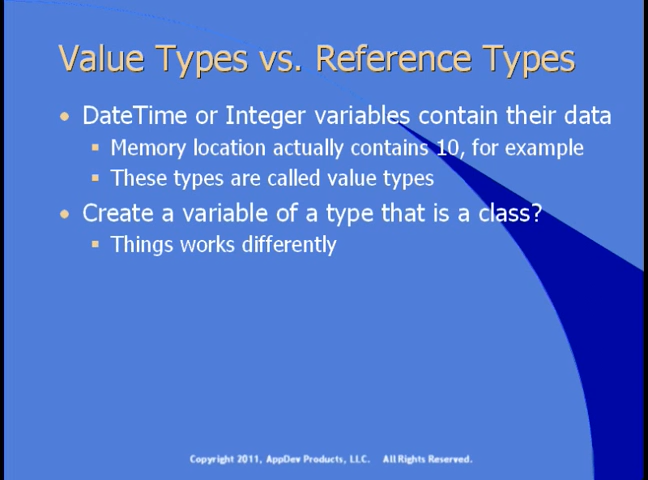 Value Types vs. Reference Types
• DateTime or Integer variables contain their data
▪ Memory location actually contains 10, for example
▪ These types are called value types
• Create a variable of a type that is a class?
▪ Things works differently
Copyright 2011, AppDev Products, LLC. All Rights Reserved.